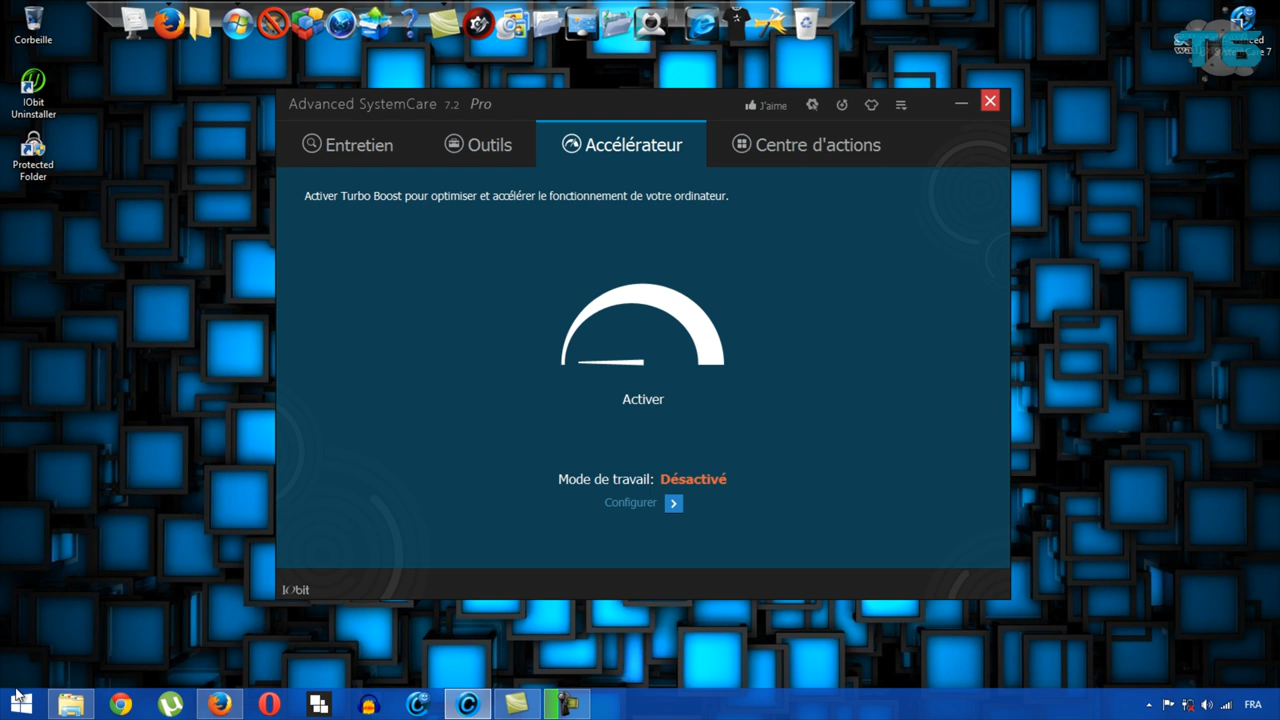 Corbeille
IObit
Uninstaller
Protected
Folder
Advanced SystemCare 7.2 Pro
J'aime
Entretien
Outils
Accélérateur
Centre d'actions
Activer Turbo Boost pour optimiser et accélérer le fonctionnement de votre ordinateur.
Activer
Mode de travail: Désactivé
Configurer
IObit
FRA